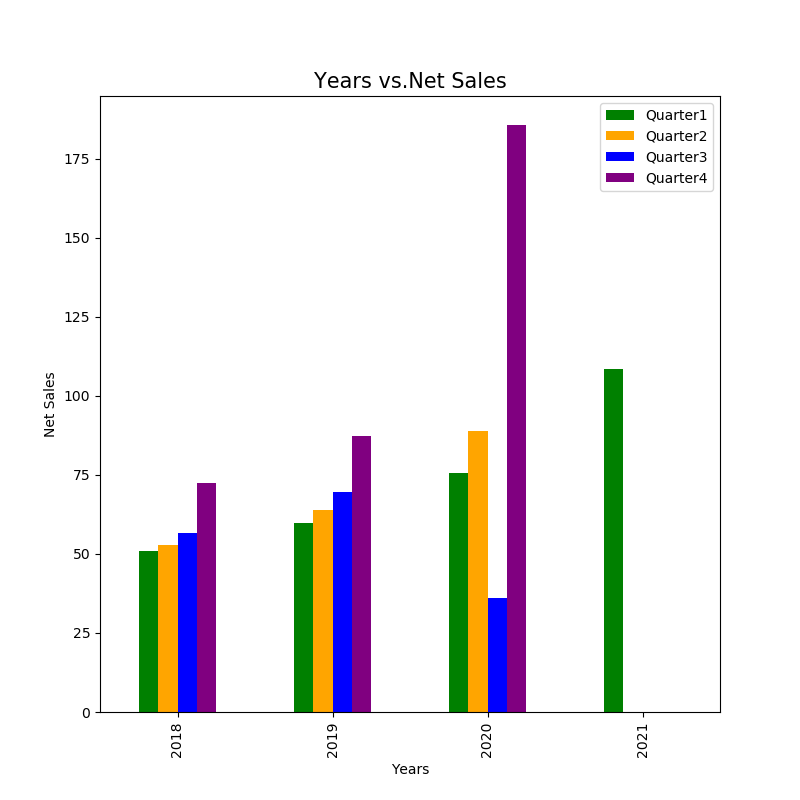 Years vs.Net Sales
Quarter1
Quarter2
Quarter3
Quarter4
175
150
125
100
75
50
25
0
Net Sales
2018
2019
2020
2021
Years